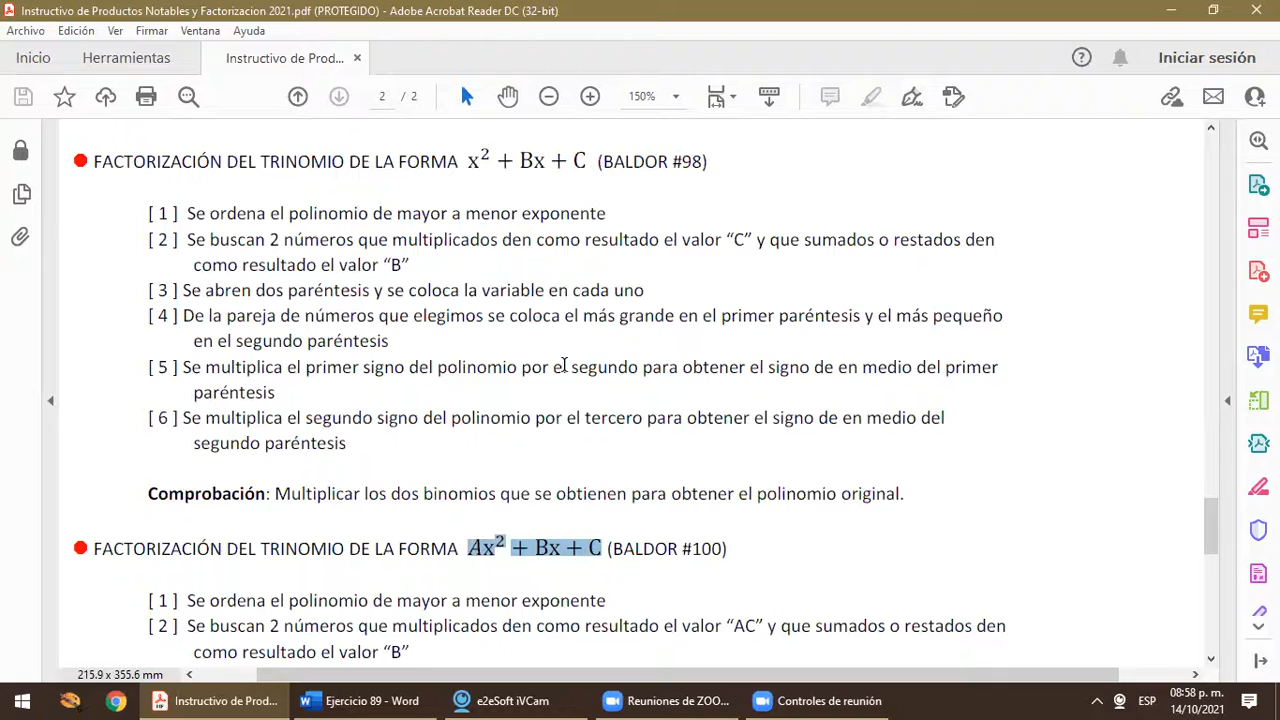 Instructivo de Productos Notables y Factorizacion 2021.pdf (PROTEGIDO) - Adobe Acrobat Reader DC (32-bit)
Archivo Edición Ver Firmar Ventana Ayuda
Inicio Herramientas Instructivo de Prod... × Iniciar sesión
2 / 2 150%
FACTORIZACIÓN DEL TRINOMIO DE LA FORMA x² + Bx + C (BALDOR #98)
[ 1 ] Se ordena el polinomio de mayor a menor exponente
[ 2 ] Se buscan 2 números que multiplicados den como resultado el valor “C” y que sumados o restados den
como resultado el valor “B”
[ 3 ] Se abren dos paréntesis y se coloca la variable en cada uno
[ 4 ] De la pareja de números que elegimos se coloca el más grande en el primer paréntesis y el más pequeño
en el segundo paréntesis
[ 5 ] Se multiplica el primer signo del polinomio por el segundo para obtener el signo de en medio del primer
paréntesis
[ 6 ] Se multiplica el segundo signo del polinomio por el tercero para obtener el signo de en medio del
segundo paréntesis
Comprobación: Multiplicar los dos binomios que se obtienen para obtener el polinomio original.
FACTORIZACIÓN DEL TRINOMIO DE LA FORMA Ax² + Bx + C (BALDOR #100)
[ 1 ] Se ordena el polinomio de mayor a menor exponente
[ 2 ] Se buscan 2 números que multiplicados den como resultado el valor “AC” y que sumados o restados den
como resultado el valor “B”
215.9 x 355.6 mm
Instructivo de Produ... Ejercicio 89 - Word e2eSoft iVCam Reuniones de ZOO... Controles de reunión ESP 08:58 p. m.
14/10/2021